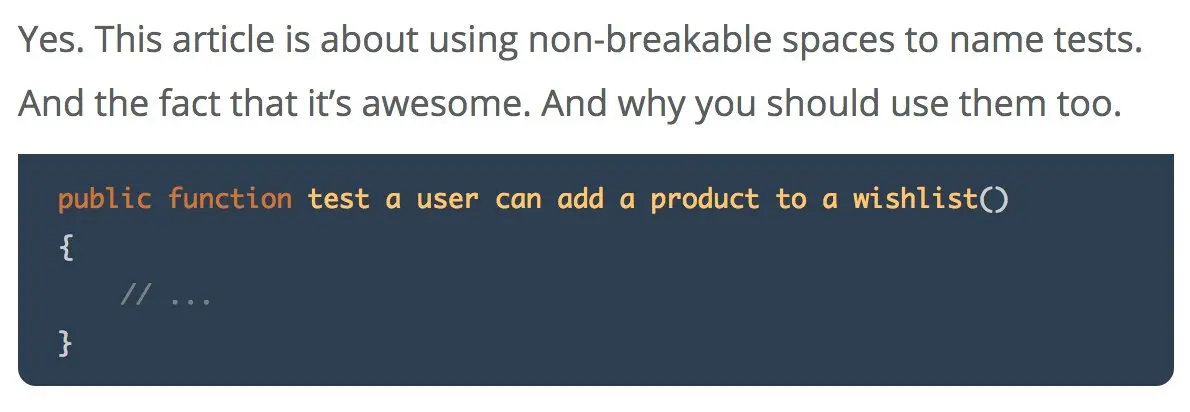 Yes. This article is about using non-breakable spaces to name tests.
And the fact that it’s awesome. And why you should use them too.
public function test a user can add a product to a wishlist()
{
    // ...
}